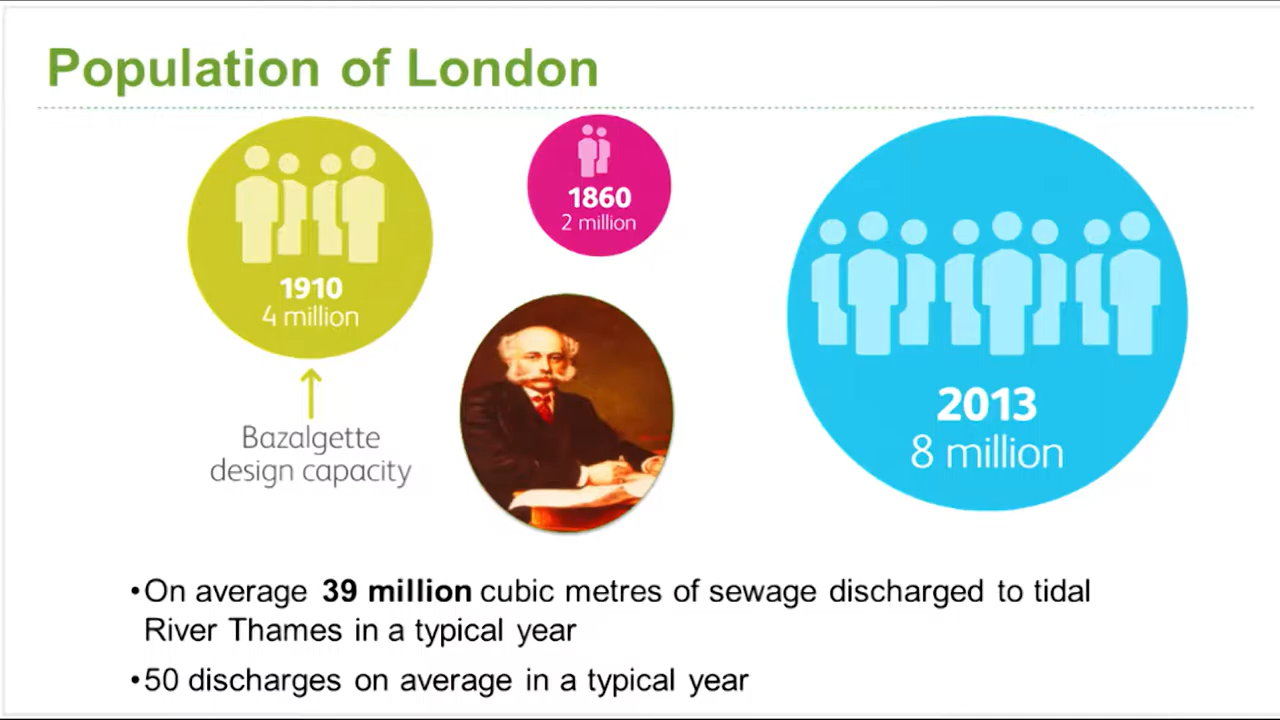 Population of London
1910
4 million
Bazalgette
design capacity
1860
2 million
2013
8 million
•On average 39 million cubic metres of sewage discharged to tidal
River Thames in a typical year
•50 discharges on average in a typical year